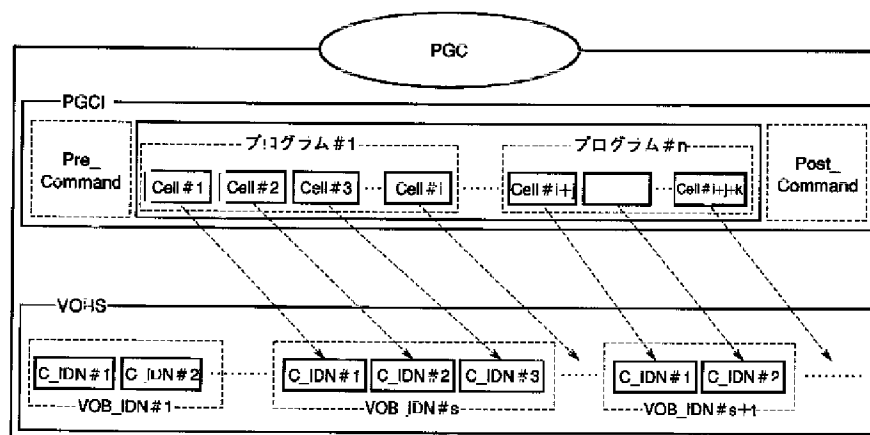 PGC
PGCI
プログラム#1
プログラム#n
Pre_
Command
Cell#1 Cell#2 Cell#3 ··· Cell#i ······ Cell#i+j ··· Cell#i+j+k
Post_
Command
VOBS
C_IDN#1 C_IDN#2 ······ C_IDN#1 C_IDN#2 C_IDN#3 ······ C_IDN#1 C_IDN#2 ······
VOB_IDN#1
VOB_IDN#s
VOB_IDN#s+t